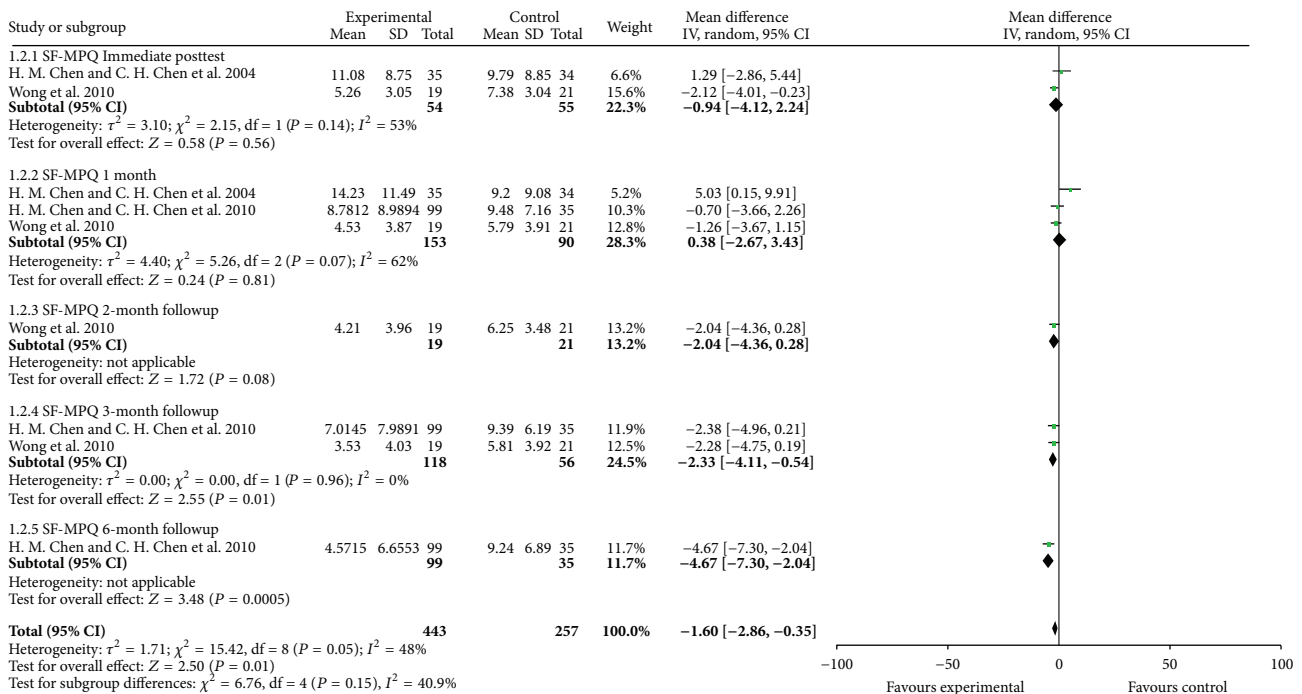 Study or subgroup Experimental Control Weight Mean difference Mean difference
Mean SD Total Mean SD Total IV, random, 95% CI IV, random, 95% CI
1.2.1 SF-MPQ Immediate posttest
H. M. Chen and C. H. Chen et al. 2004 11.08 8.75 35 9.79 8.85 34 6.6% 1.29 [−2.86, 5.44]
Wong et al. 2010 5.26 3.05 19 7.38 3.04 21 15.6% −2.12 [−4.01, −0.23]
Subtotal (95% CI) 54 55 22.3% −0.94 [−4.12, 2.24]
Heterogeneity: τ² = 3.10; χ² = 2.15, df = 1 (P = 0.14); I² = 53%
Test for overall effect: Z = 0.58 (P = 0.56)
1.2.2 SF-MPQ 1 month
H. M. Chen and C. H. Chen et al. 2004 14.23 11.49 35 9.2 9.08 34 5.2% 5.03 [0.15, 9.91]
H. M. Chen and C. H. Chen et al. 2010 8.7812 8.9894 99 9.48 7.16 35 10.3% −0.70 [−3.66, 2.26]
Wong et al. 2010 4.53 3.87 19 5.79 3.91 21 12.8% −1.26 [−3.67, 1.15]
Subtotal (95% CI) 153 90 28.3% 0.38 [−2.67, 3.43]
Heterogeneity: τ² = 4.40; χ² = 5.26, df = 2 (P = 0.07); I² = 62%
Test for overall effect: Z = 0.24 (P = 0.81)
1.2.3 SF-MPQ 2-month followup
Wong et al. 2010 4.21 3.96 19 6.25 3.48 21 13.2% −2.04 [−4.36, 0.28]
Subtotal (95% CI) 19 21 13.2% −2.04 [−4.36, 0.28]
Heterogeneity: not applicable
Test for overall effect: Z = 1.72 (P = 0.08)
1.2.4 SF-MPQ 3-month followup
H. M. Chen and C. H. Chen et al. 2010 7.0145 7.9891 99 9.39 6.19 35 11.9% −2.38 [−4.96, 0.21]
Wong et al. 2010 3.53 4.03 19 5.81 3.92 21 12.5% −2.28 [−4.75, 0.19]
Subtotal (95% CI) 118 56 24.5% −2.33 [−4.11, −0.54]
Heterogeneity: τ² = 0.00; χ² = 0.00, df = 1 (P = 0.96); I² = 0%
Test for overall effect: Z = 2.55 (P = 0.01)
1.2.5 SF-MPQ 6-month followup
H. M. Chen and C. H. Chen et al. 2010 4.5715 6.6553 99 9.24 6.89 35 11.7% −4.67 [−7.30, −2.04]
Subtotal (95% CI) 99 35 11.7% −4.67 [−7.30, −2.04]
Heterogeneity: not applicable
Test for overall effect: Z = 3.48 (P = 0.0005)
Total (95% CI) 443 257 100.0% −1.60 [−2.86, −0.35]
Heterogeneity: τ² = 1.71; χ² = 15.42, df = 8 (P = 0.05); I² = 48%
Test for overall effect: Z = 2.50 (P = 0.01)
Test for subgroup differences: χ² = 6.76, df = 4 (P = 0.15), I² = 40.9%
−100 −50 0 50 100
Favours experimental Favours control